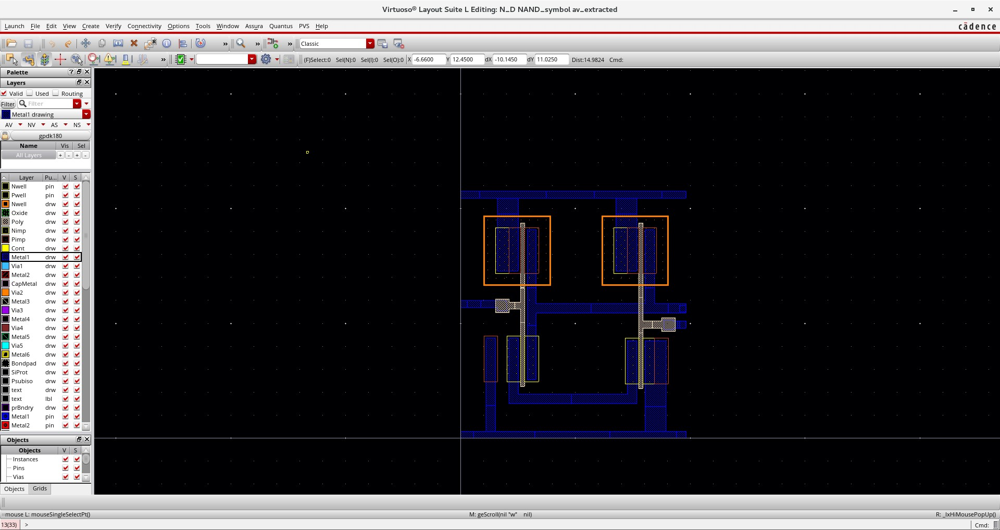 Virtuoso® Layout Suite L Editing: N_D NAND_symbol av_extracted
Launch File Edit View Create Verify Connectivity Options Tools Window Assura Quantus PVS Help
cādence
Classic
(F)Select:0 Sel(N):0 Sel(I):0 Sel(O):0 X -6.6600 Y 12.4500 dX -10.1450 dY 11.0250 Dist:14.9824 Cmd:
Palette
Layers
Valid Used Routing
Filter Filter
Metal1 drawing
AV NV AS NS
gpdk180
Name Vis Sel
All Layers + - + -
Layer Pu... V S
Nwell pin
Pwell pin
Nwell drw
Oxide drw
Poly drw
Nimp drw
Pimp drw
Cont drw
Metal1 drw
Via1 drw
Metal2 drw
CapMetal drw
Via2 drw
Metal3 drw
Via3 drw
Metal4 drw
Via4 drw
Metal5 drw
Via5 drw
Metal6 drw
Bondpad drw
SiProt drw
Psubiso drw
text drw
text lbl
prBndry drw
Metal1 pin
Metal2 pin
Objects
Objects V S
Instances
Pins
Vias
Objects Grids
mouse L: mouseSingleSelectPt() M: geScroll(nil "w" nil) R: _lxHiMousePopUp()
13(33) > Cmd: